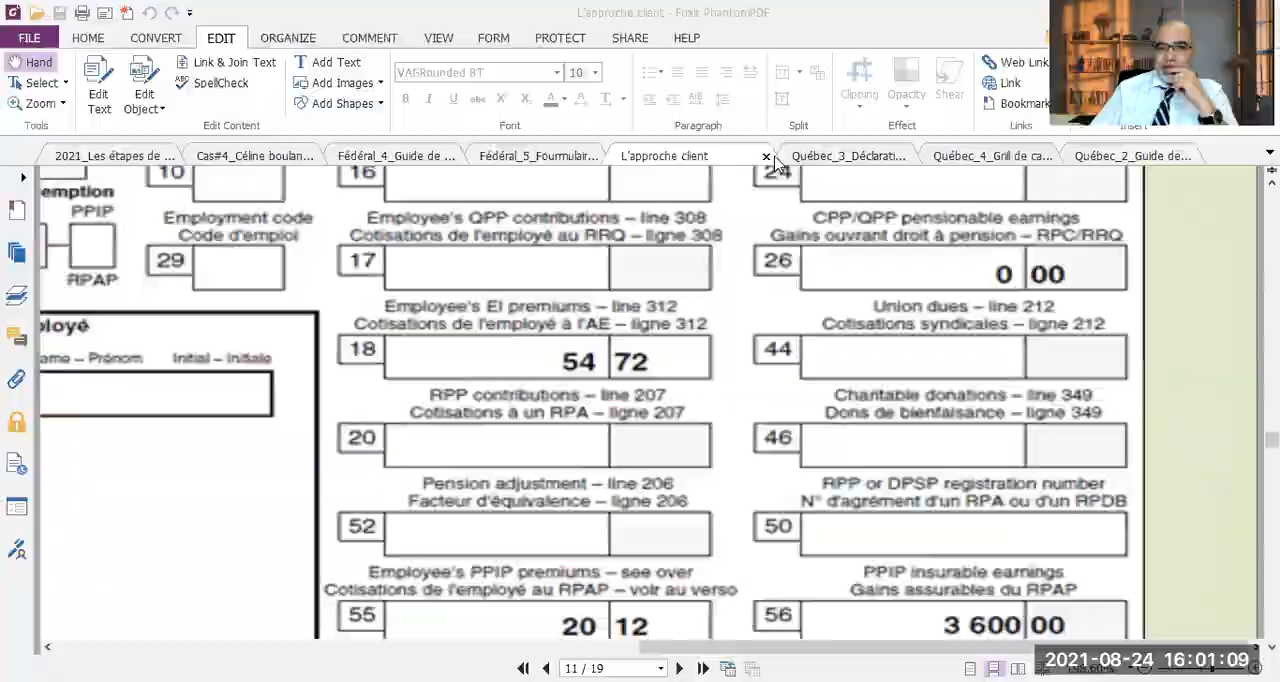 L'approche client - Foxit PhantomPDF
FILE HOME CONVERT EDIT ORGANIZE COMMENT VIEW FORM PROTECT SHARE HELP
Hand
Select
Zoom
Tools
Edit Text
Edit Object
Link & Join Text
SpellCheck
Edit Content
Add Text
Add Images
Add Shapes
VAGRounded BT 10
Font
Paragraph
Split
Clipping Opacity Shear
Effect
Web Link
Link
Bookmark
Links
2021_Les étapes de ... Cas#4_Céline boulan... Fédéral_4_Guide de ... Fédéral_5_Fourmulair... L'approche client Québec_3_Déclarati... Québec_4_Grill de ca... Québec_2_Guide de...
10 16 24
emption
PPIP
RPAP
Employment code
Code d'emploi
29
Employee's QPP contributions – line 308
Cotisations de l'employé au RRQ – ligne 308
17
CPP/QPP pensionable earnings
Gains ouvrant droit à pension – RPC/RRQ
26 0 00
ployé
ame – Prénom Initial – Initiale
Employee's EI premiums – line 312
Cotisations de l'employé à l'AE – ligne 312
18 54 72
Union dues – line 212
Cotisations syndicales – ligne 212
44
RPP contributions – line 207
Cotisations à un RPA – ligne 207
20
Charitable donations – line 349
Dons de bienfaisance – ligne 349
46
Pension adjustment – line 206
Facteur d'équivalence – ligne 206
52
RPP or DPSP registration number
N° d'agrément d'un RPA ou d'un RPDB
50
Employee's PPIP premiums – see over
Cotisations de l'employé au RPAP – voir au verso
55 20 12
PPIP insurable earnings
Gains assurables du RPAP
56 3 600 00
11 / 19
2021-08-24 16:01:09